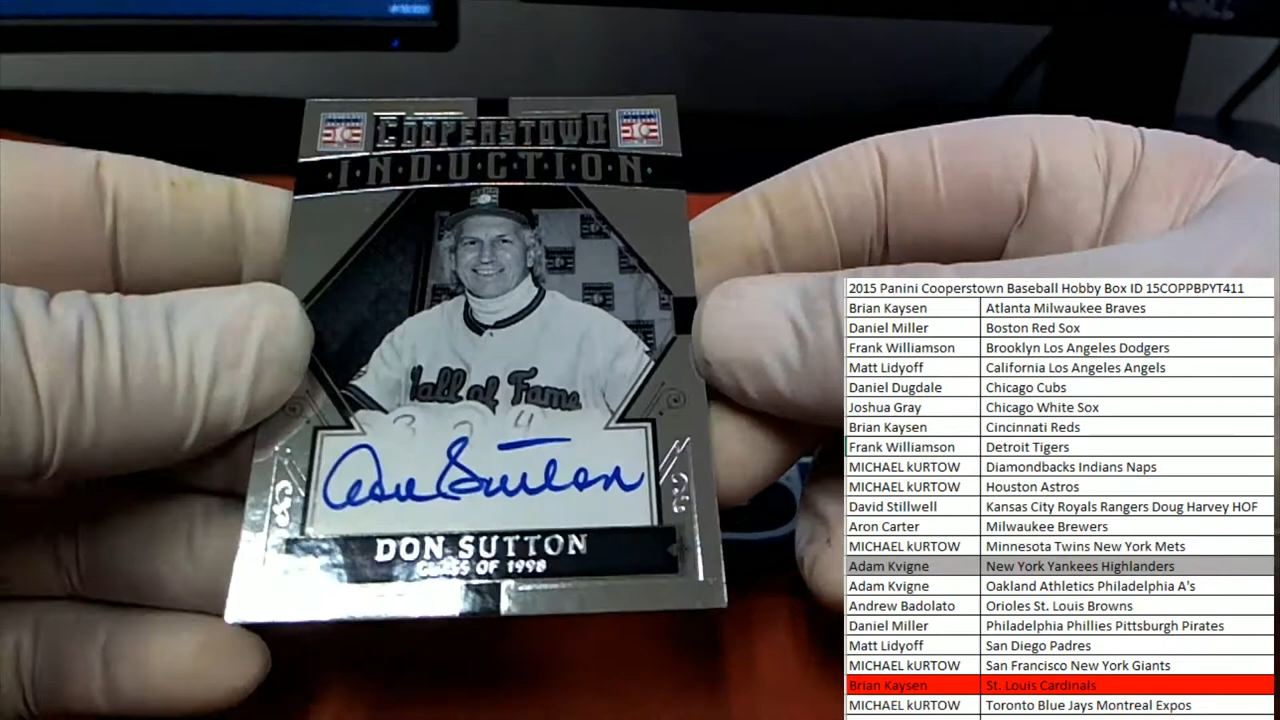 COOPERSTOWN
·I·N·D·U·C·T·I·O·N·
Hall of Fame
3 2 4
Don Sutton
DON SUTTON
CLASS OF 1998
2015 Panini Cooperstown Baseball Hobby Box ID 15COPPBPYT411
Brian Kaysen Atlanta Milwaukee Braves
Daniel Miller Boston Red Sox
Frank Williamson Brooklyn Los Angeles Dodgers
Matt Lidyoff California Los Angeles Angels
Daniel Dugdale Chicago Cubs
Joshua Gray Chicago White Sox
Brian Kaysen Cincinnati Reds
Frank Williamson Detroit Tigers
MICHAEL kURTOW Diamondbacks Indians Naps
MICHAEL kURTOW Houston Astros
David Stillwell Kansas City Royals Rangers Doug Harvey HOF
Aron Carter Milwaukee Brewers
MICHAEL kURTOW Minnesota Twins New York Mets
Adam Kvigne New York Yankees Highlanders
Adam Kvigne Oakland Athletics Philadelphia A's
Andrew Badolato Orioles St. Louis Browns
Daniel Miller Philadelphia Phillies Pittsburgh Pirates
Matt Lidyoff San Diego Padres
MICHAEL kURTOW San Francisco New York Giants
Brian Kaysen St. Louis Cardinals
MICHAEL kURTOW Toronto Blue Jays Montreal Expos